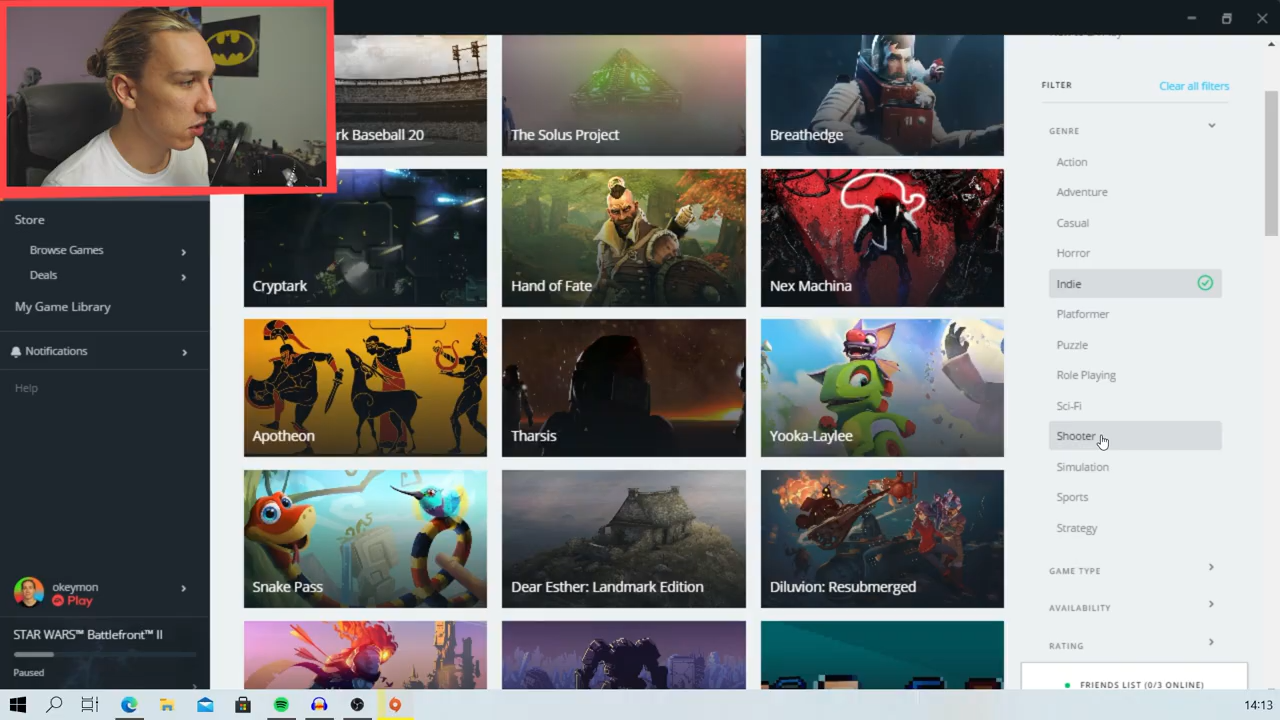 rk Baseball 20
The Solus Project
Breathedge
FILTER
Clear all filters
GENRE
Action
Adventure
Casual
Horror
Indie
Platformer
Puzzle
Role Playing
Sci-Fi
Shooter
Simulation
Sports
Strategy
GAME TYPE
AVAILABILITY
RATING
FRIENDS LIST (0/3 ONLINE)
Store
Browse Games
Deals
My Game Library
Notifications
Help
Cryptark
Hand of Fate
Nex Machina
Apotheon
Tharsis
Yooka-Laylee
Snake Pass
Dear Esther: Landmark Edition
Diluvion: Resubmerged
okeymon
EA Play
STAR WARS™ Battlefront™ II
Paused
14:13